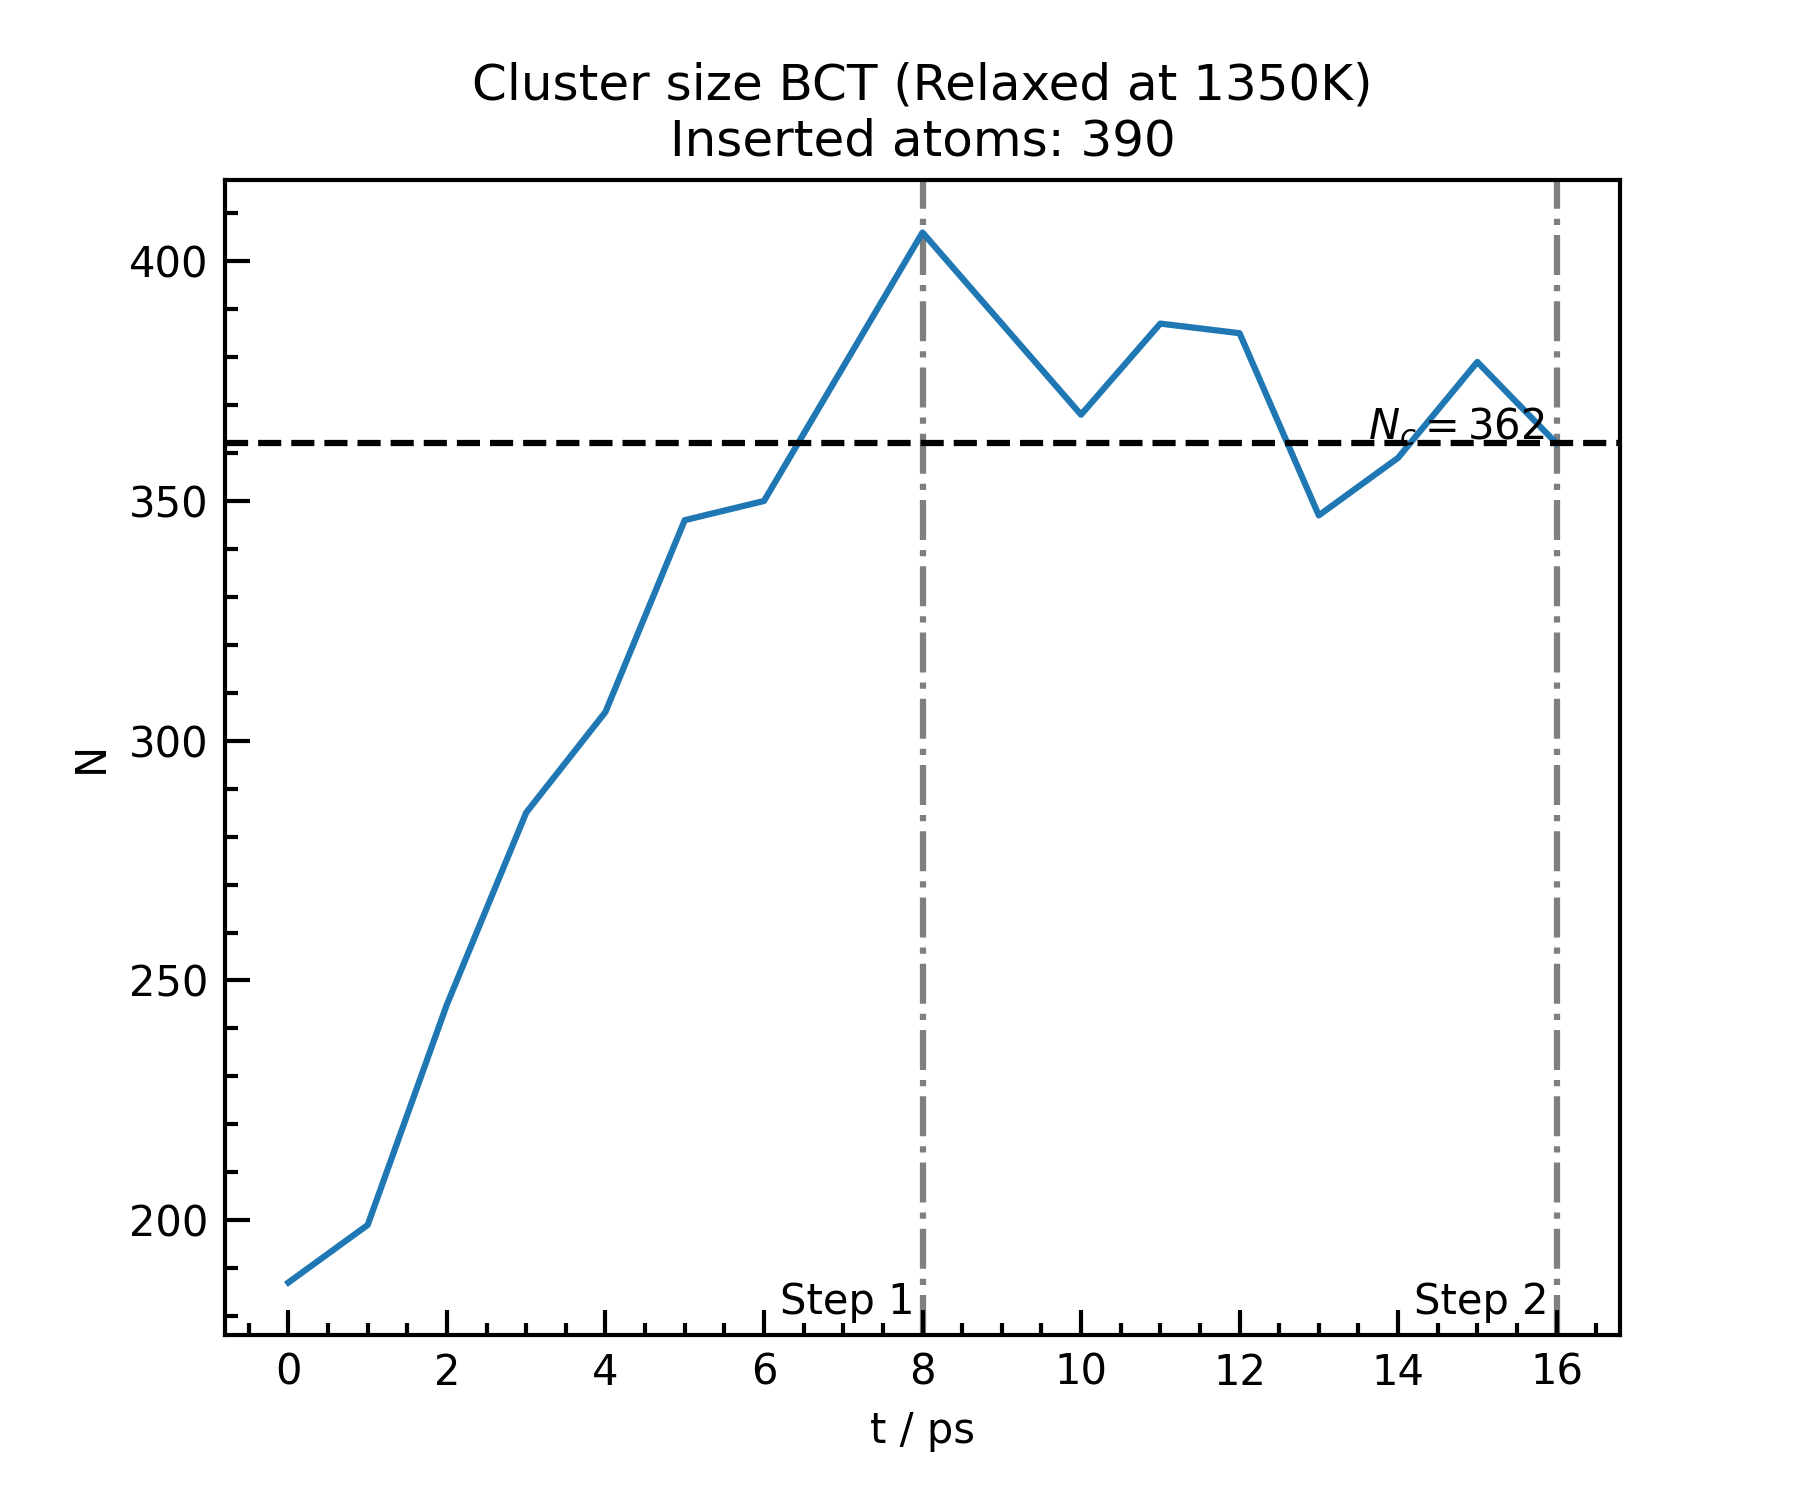 Cluster size BCT (Relaxed at 1350K)
Inserted atoms: 390
N
400
350
300
250
200
N_c = 362
Step 1
Step 2
0 2 4 6 8 10 12 14 16
t / ps